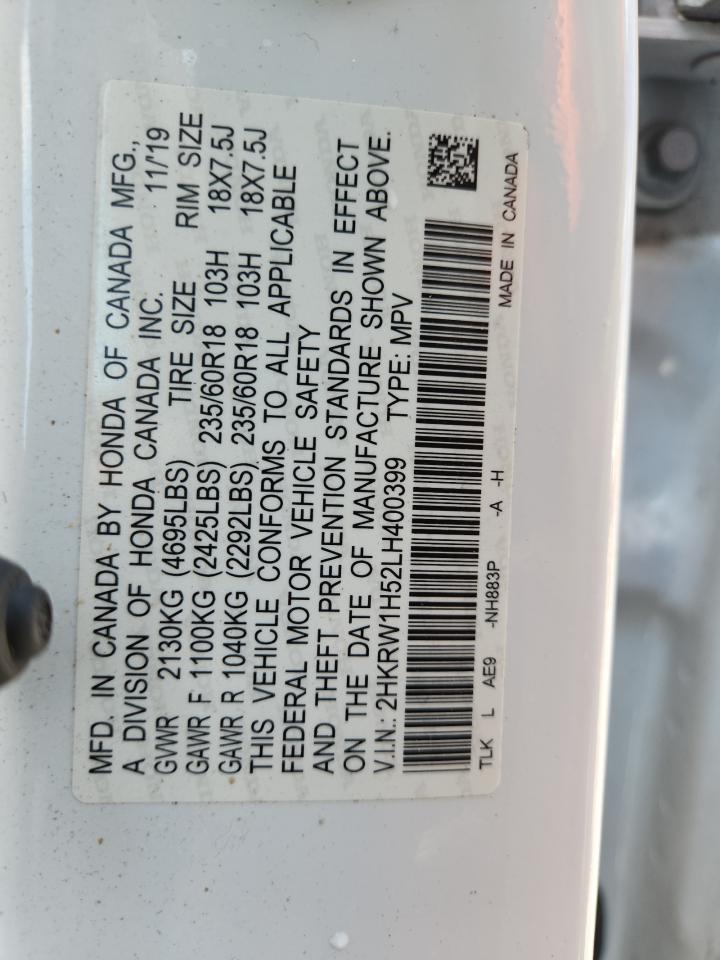 MFD. IN CANADA BY HONDA OF CANADA MFG.,
A DIVISION OF HONDA CANADA INC. 11/'19
GVWR 2130KG (4695LBS) TIRE SIZE RIM SIZE
GAWR F 1100KG (2425LBS) 235/60R18 103H 18X7.5J
GAWR R 1040KG (2292LBS) 235/60R18 103H 18X7.5J
THIS VEHICLE CONFORMS TO ALL APPLICABLE
FEDERAL MOTOR VEHICLE SAFETY
AND THEFT PREVENTION STANDARDS IN EFFECT
ON THE DATE OF MANUFACTURE SHOWN ABOVE.
V.I.N.: 2HKRW1H52LH400399 TYPE: MPV
TLK L AE9 -NH883P -A -H MADE IN CANADA